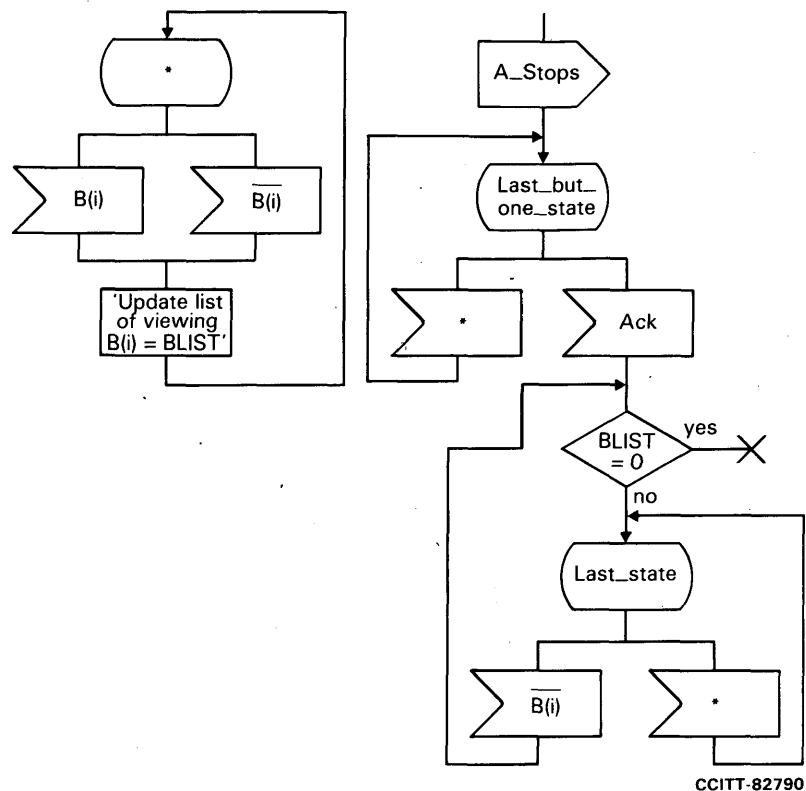 *
B(i)
B̅(̅i̅)̅
'Update list
of viewing
B(i) = BLIST'
A_Stops
Last_but_
one_state
*
Ack
BLIST
= 0
yes
no
Last_state
B̅(̅i̅)̅
*
CCITT-82790